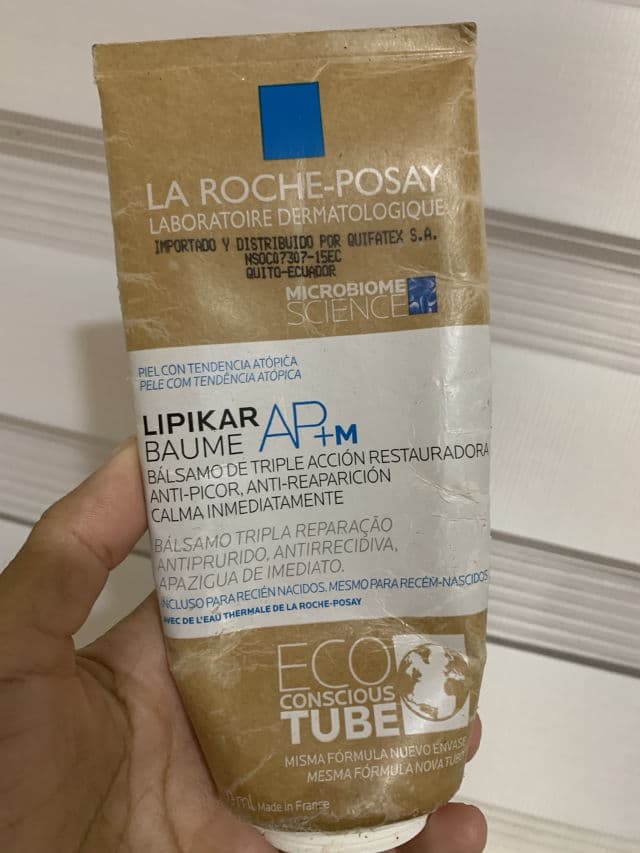 LA ROCHE-POSAY
LABORATOIRE DERMATOLOGIQUE
IMPORTADO Y DISTRIBUIDO POR QUIFATEX S.A.
NSOC07307-15EC
QUITO-ECUADOR
MICROBIOME
SCIENCE
PIEL CON TENDENCIA ATÓPICA
PELE COM TENDÊNCIA ATÓPICA
LIPIKAR
BAUME AP+M
BÁLSAMO DE TRIPLE ACCIÓN RESTAURADORA
ANTI-PICOR, ANTI-REAPARICIÓN
CALMA INMEDIATAMENTE
BÁLSAMO TRIPLA REPARAÇÃO
ANTIPRURIDO, ANTIRRECIDIVA,
APAZIGUA DE IMEDIATO.
INCLUSO PARA RECIÉN NACIDOS. MESMO PARA RECÉM-NASCIDOS
AVEC DE L'EAU THERMALE DE LA ROCHE-POSAY
ECO
CONSCIOUS
TUBE
MISMA FÓRMULA NUEVO ENVASE
MESMA FÓRMULA NOVA TUBE
ml Made in France